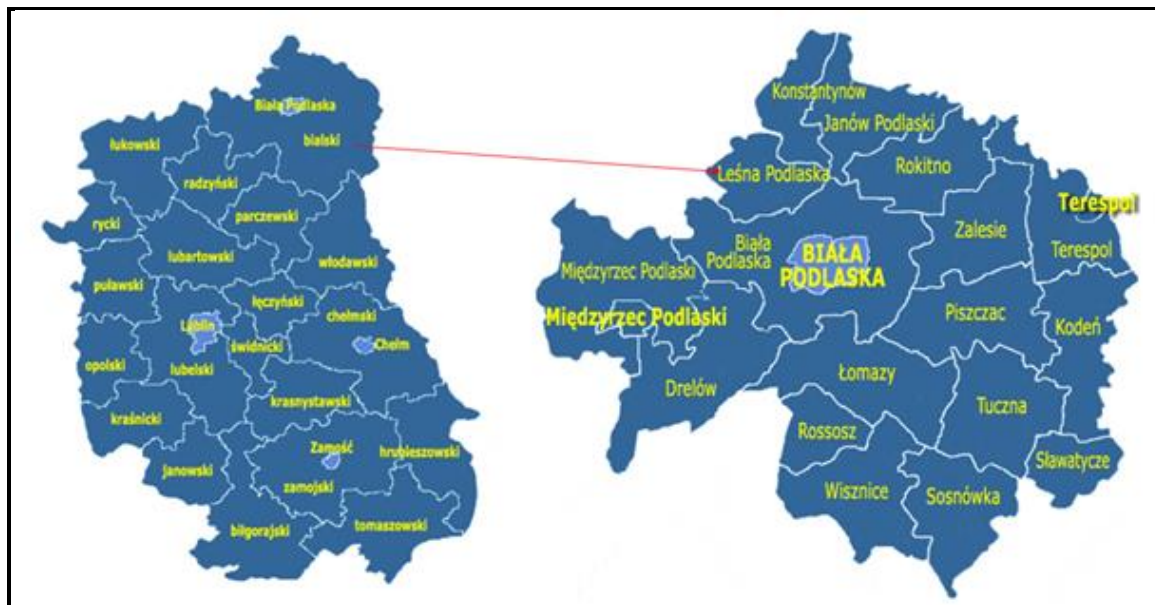 Biała Podlaska
bialski
łukowski
radzyński
rycki
parczewski
lubartowski
włodawski
puławski
łęczyński
chełmski
Lublin
Chełm
świdnicki
opolski
lubelski
krasnystawski
kraśnicki
Zamość
hrubieszowski
janowski
zamojski
biłgorajski
tomaszowski
Konstantynów
Janów Podlaski
Leśna Podlaska
Rokitno
Terespol
Zalesie
Terespol
Biała
Podlaska
BIAŁA
PODLASKA
Międzyrzec Podlaski
Międzyrzec Podlaski
Piszczac
Kodeń
Drelów
Łomazy
Tuczna
Rossosz
Sławatycze
Wisznice
Sosnówka